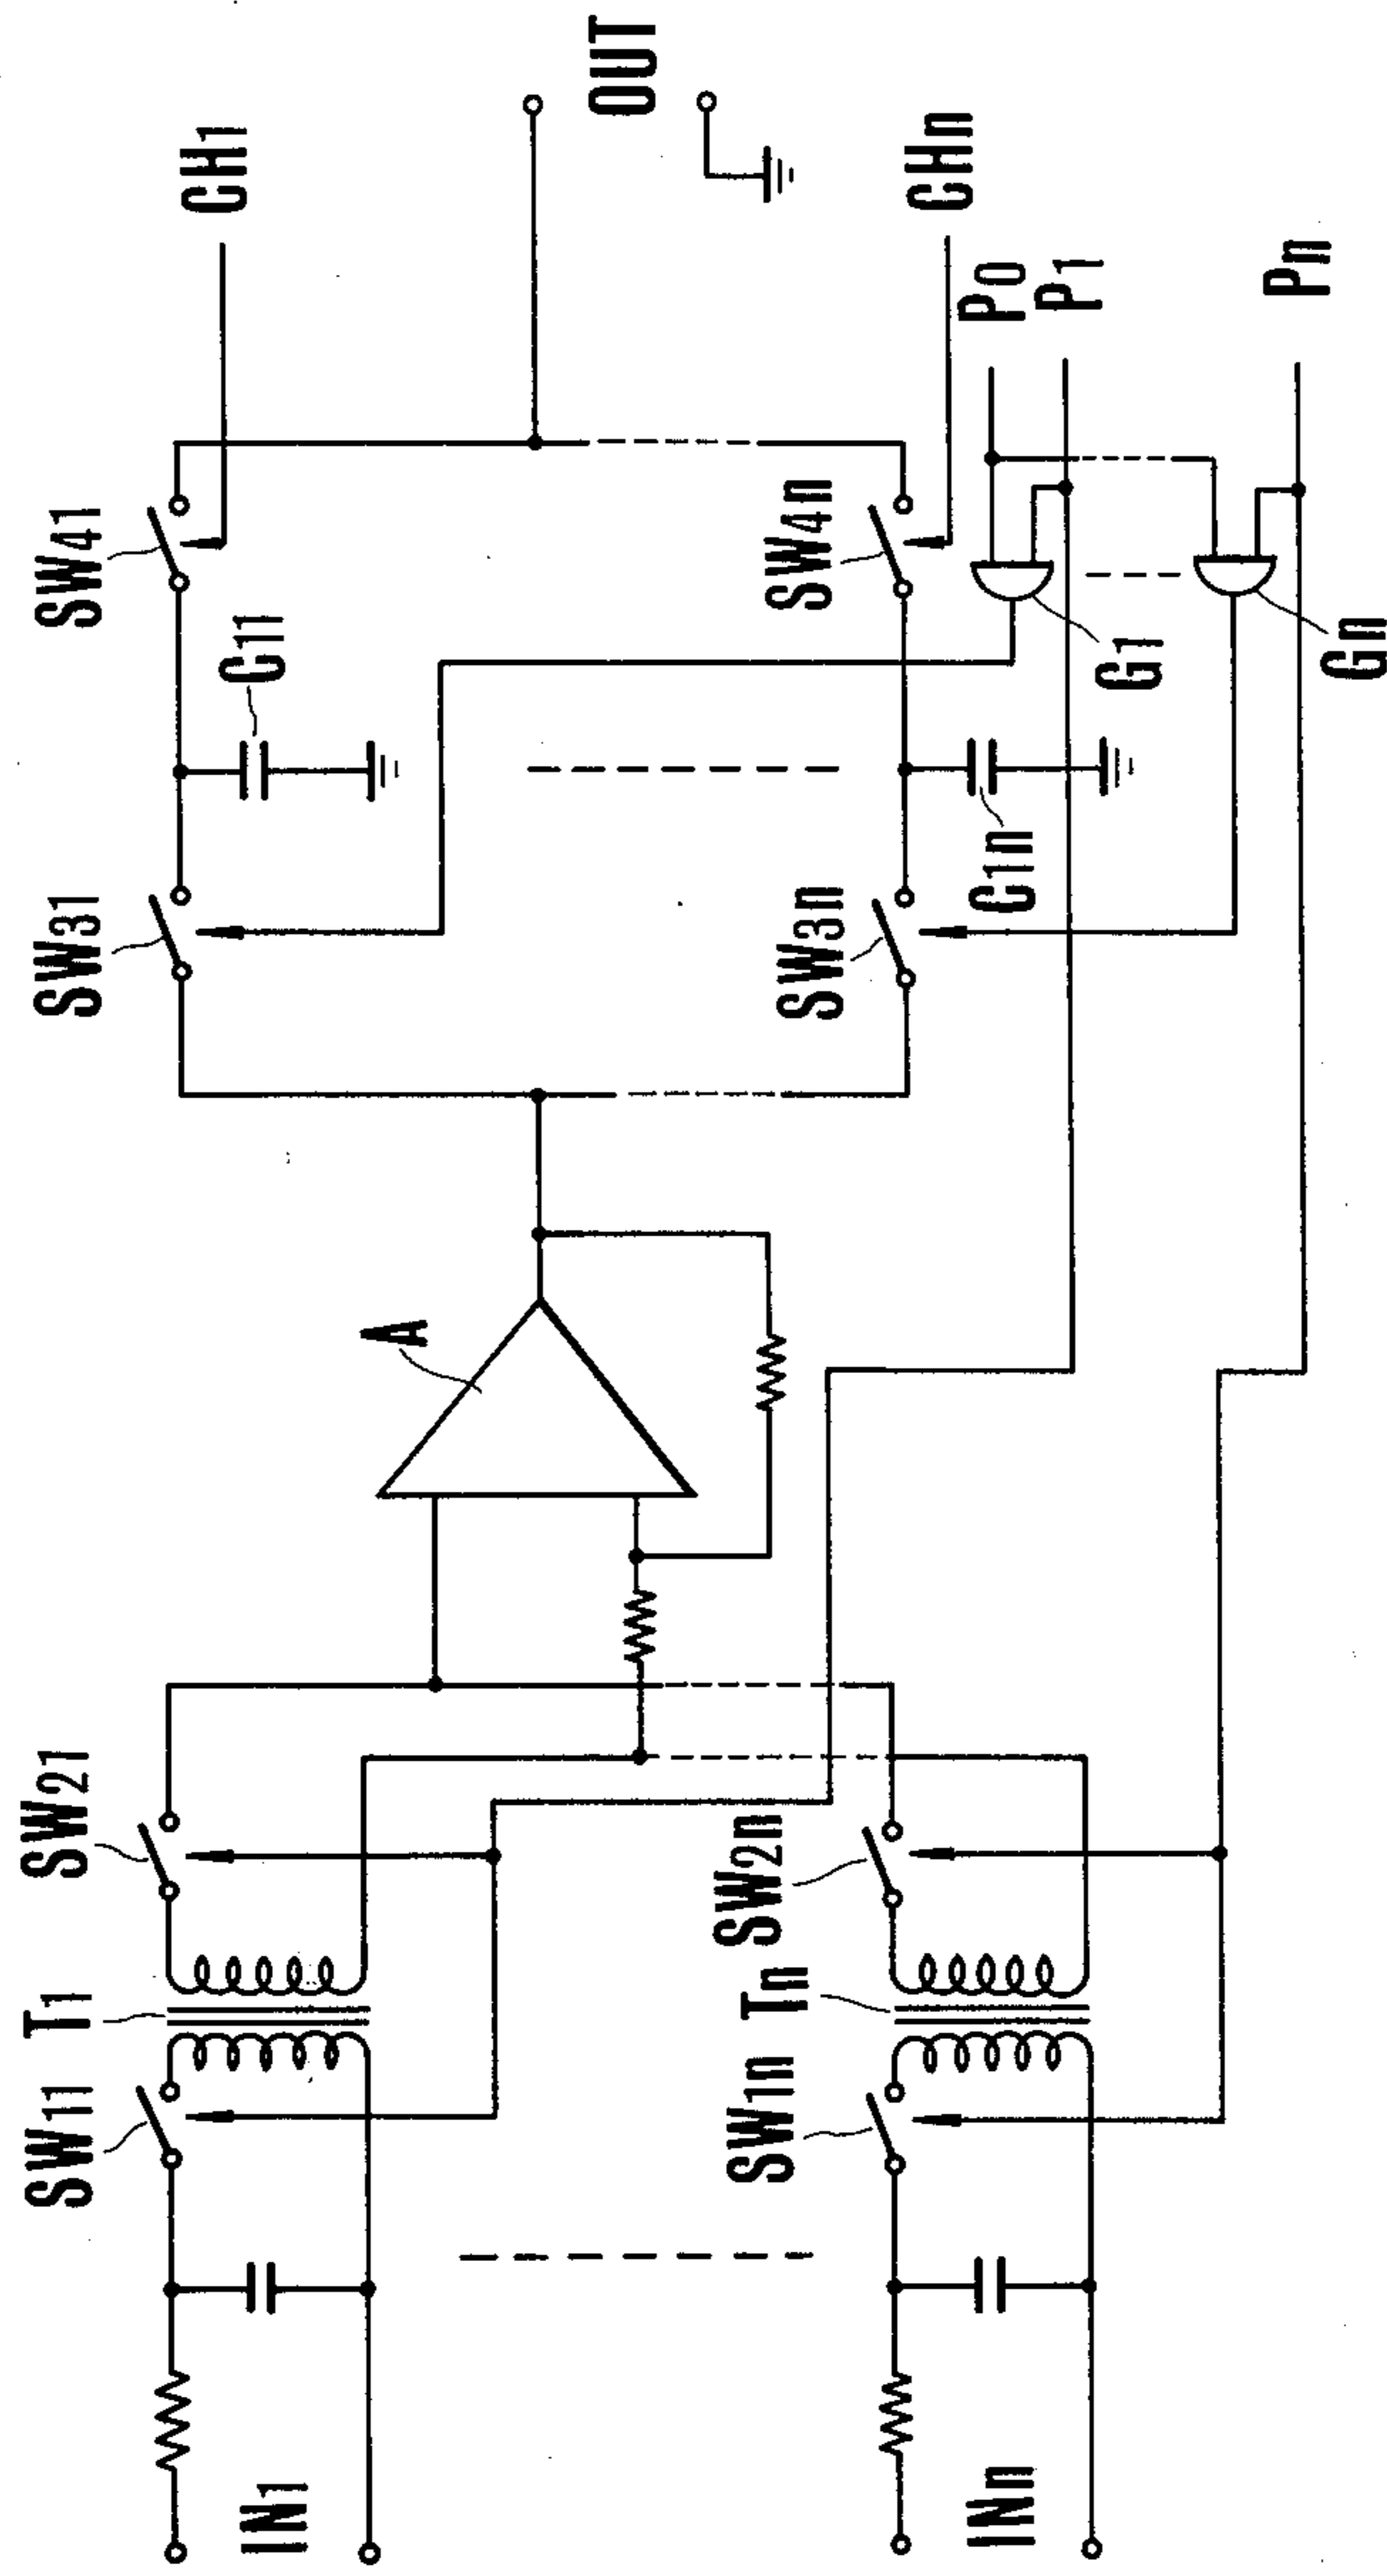 IN1
SW11
T1
SW21
A
SW31
C11
SW41
CH1
OUT
INn
SW1n
Tn
SW2n
SW3n
C1n
SW4n
CHn
P0
P1
G1
Gn
Pn